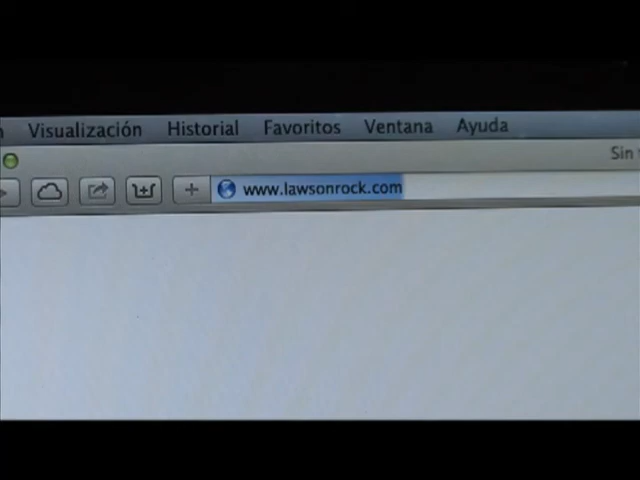 Visualización Historial Favoritos Ventana Ayuda
Sin
www.lawsonrock.com